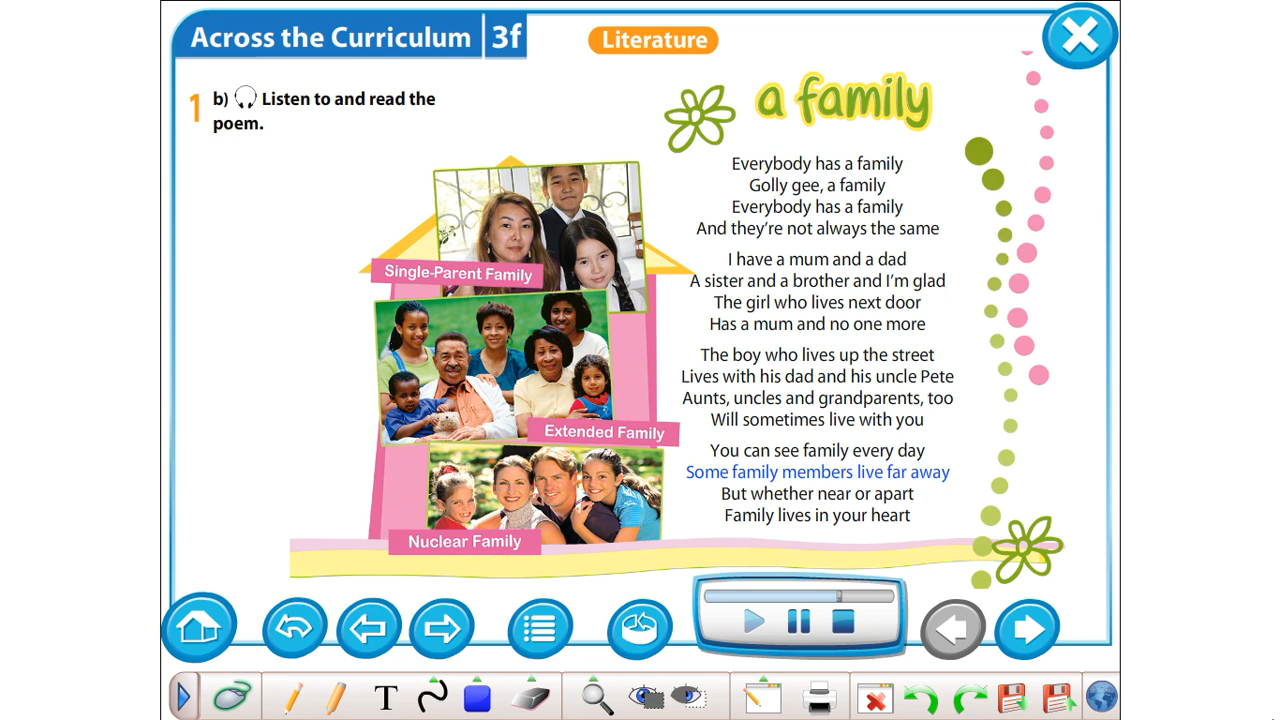 Across the Curriculum 3f
Literature
1 b) Listen to and read the
poem.
a family
Everybody has a family
Golly gee, a family
Everybody has a family
And they're not always the same
I have a mum and a dad
A sister and a brother and I'm glad
The girl who lives next door
Has a mum and no one more
The boy who lives up the street
Lives with his dad and his uncle Pete
Aunts, uncles and grandparents, too
Will sometimes live with you
You can see family every day
Some family members live far away
But whether near or apart
Family lives in your heart
Single-Parent Family
Extended Family
Nuclear Family
T